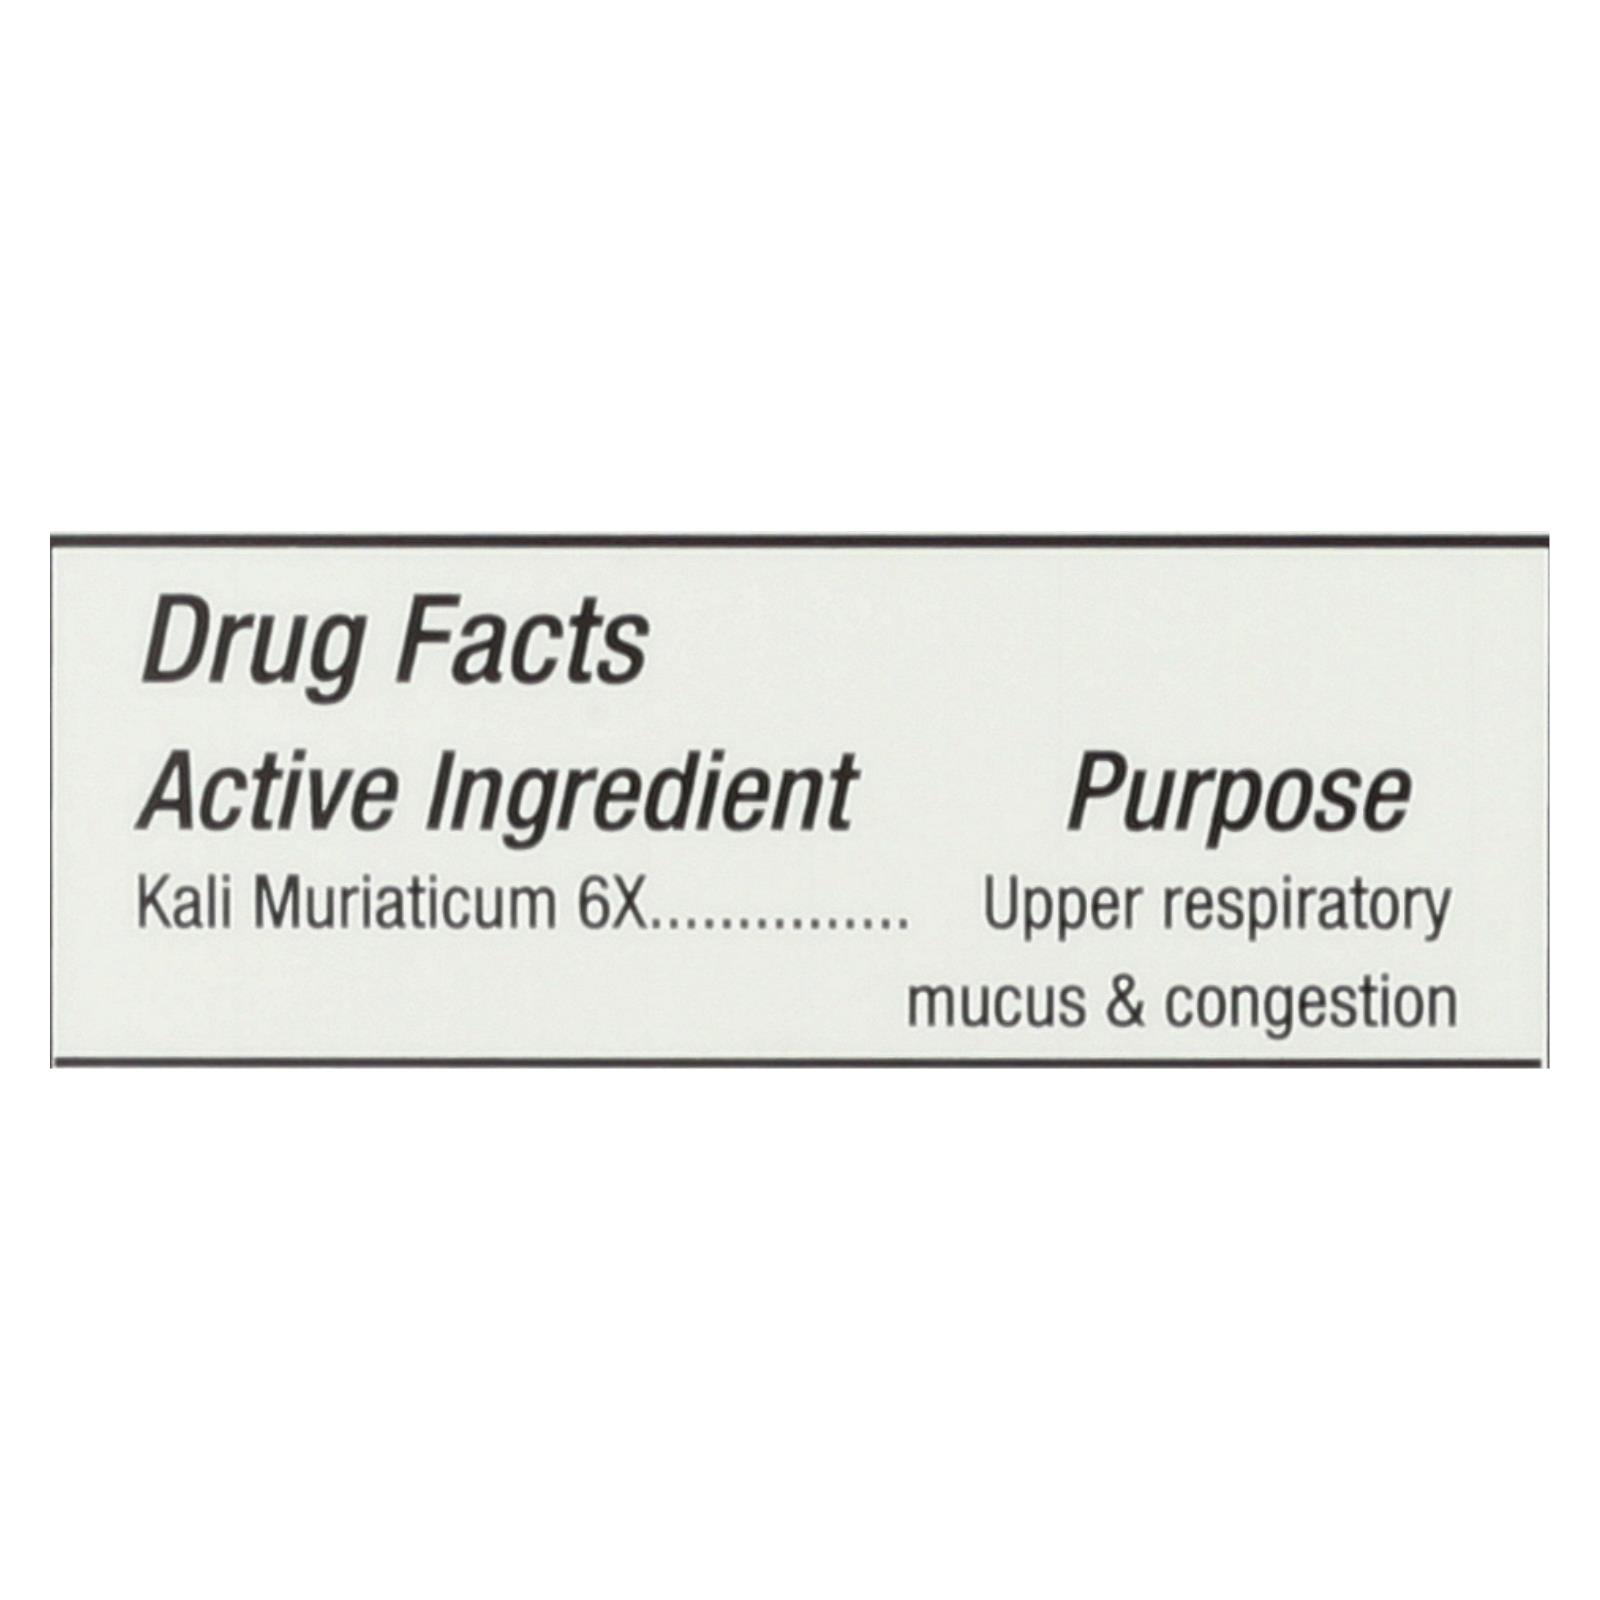 Drug Facts
Active Ingredient Purpose
Kali Muriaticum 6X............... Upper respiratory
mucus & congestion